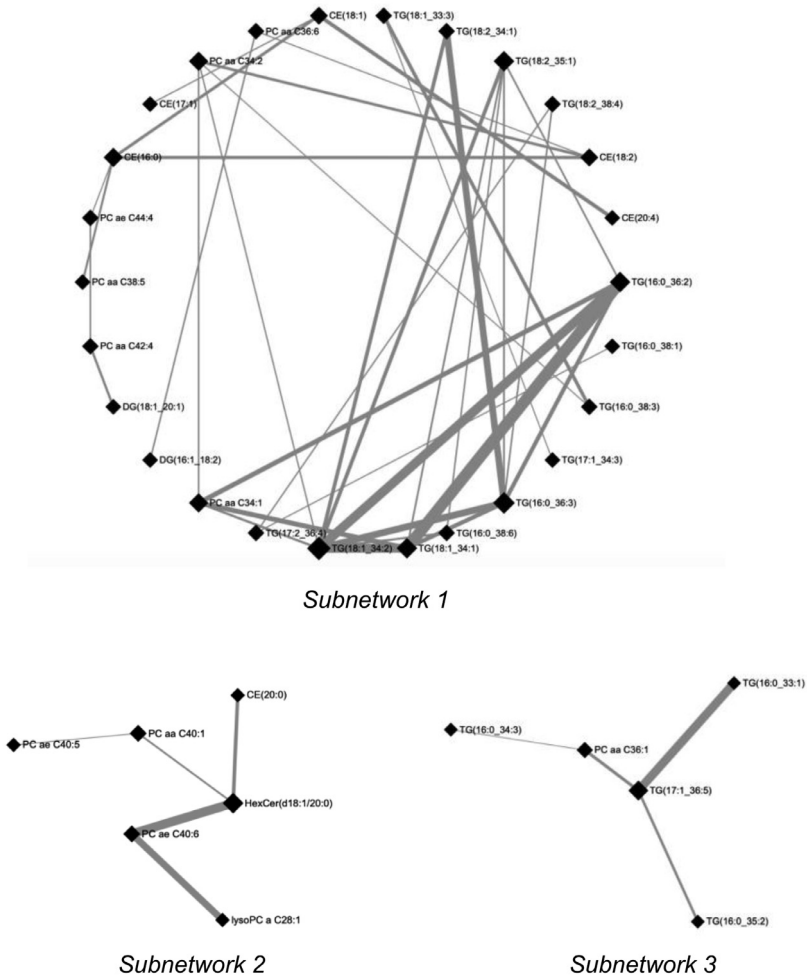 CE(18:1)
TG(18:1_33:3)
PC aa C36:6
TG(18:2_34:1)
PC aa C34:2
TG(18:2_35:1)
CE(17:1)
TG(18:2_38:4)
CE(16:0)
CE(18:2)
PC ae C44:4
CE(20:4)
PC aa C38:5
TG(16:0_36:2)
PC aa C42:4
TG(16:0_38:1)
DG(18:1_20:1)
TG(16:0_38:3)
DG(16:1_18:2)
TG(17:1_34:3)
PC aa C34:1
TG(16:0_36:3)
TG(17:2_36:4)
TG(16:0_38:6)
TG(18:1_34:2)
TG(18:1_34:1)
Subnetwork 1
CE(20:0)
PC aa C40:1
PC ae C40:5
HexCer(d18:1/20:0)
PC ae C40:6
lysoPC a C28:1
Subnetwork 2
TG(16:0_33:1)
TG(16:0_34:3)
PC aa C36:1
TG(17:1_36:5)
TG(16:0_35:2)
Subnetwork 3